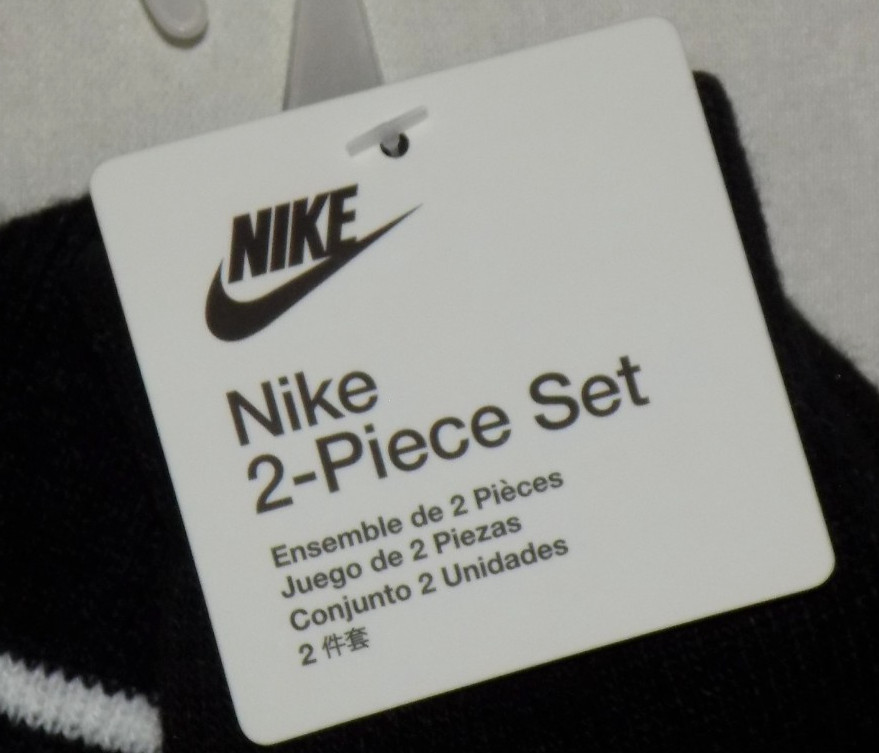 NIKE
Nike
2-Piece Set
Ensemble de 2 Pièces
Juego de 2 Piezas
Conjunto 2 Unidades
2 件套